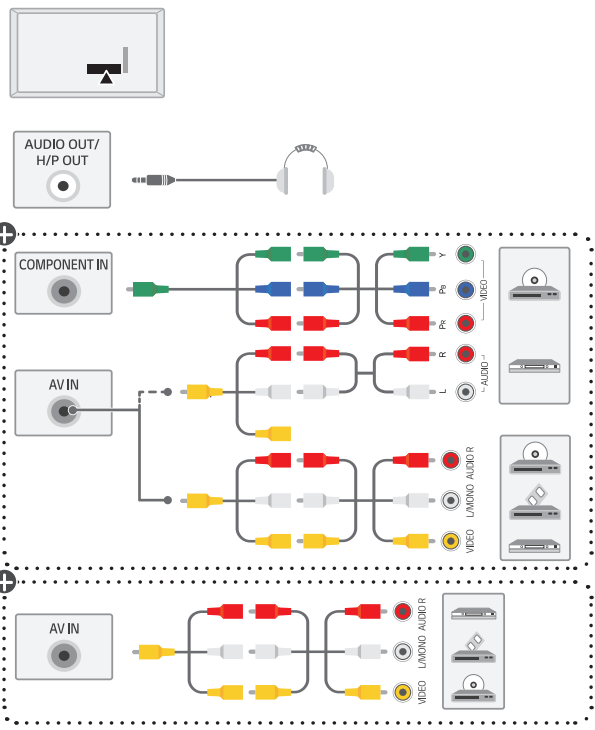 AUDIO OUT/
H/P OUT
COMPONENT IN
Y
PB
PR
VIDEO
R
L
AUDIO
AV IN
AUDIO R
L/MONO
VIDEO
AV IN
AUDIO R
L/MONO
VIDEO